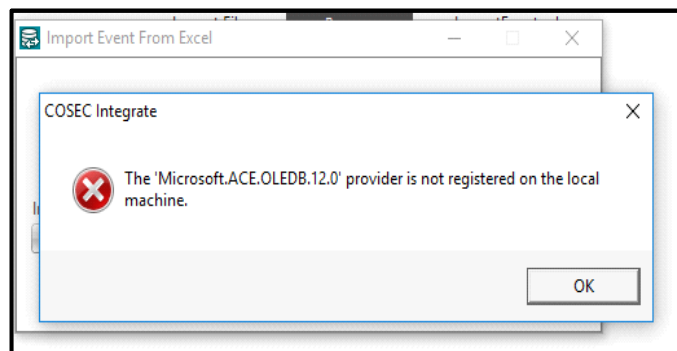 Import Event From Excel
COSEC Integrate
The 'Microsoft.ACE.OLEDB.12.0' provider is not registered on the local
machine.
OK